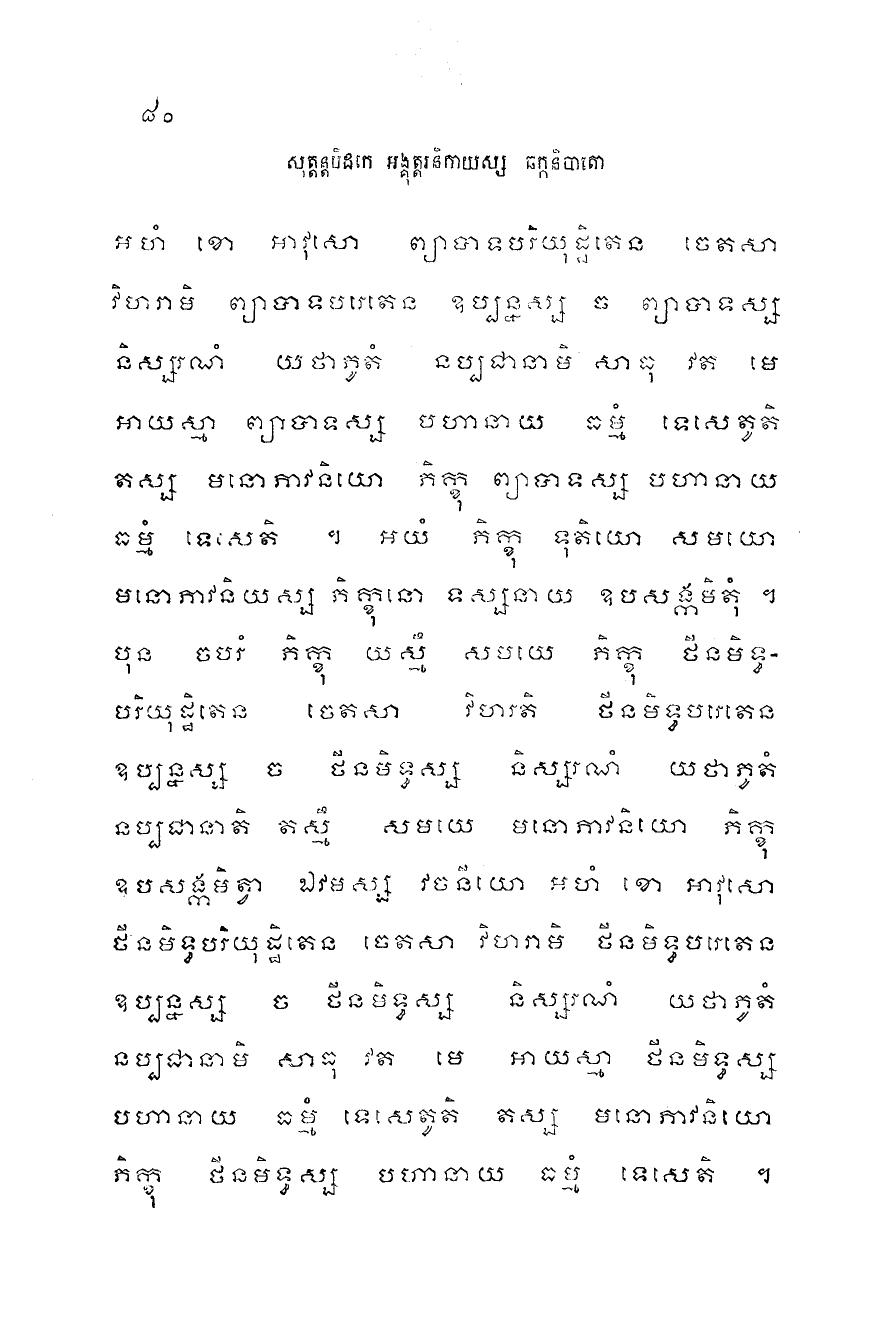 ៨០
សុត្តន្តបិដកេ អង្គុត្តរនិកាយស្ស ឆក្កនិបាតោ
អហំ ខោ អាវុសោ ព្យាបាទបរិយុដ្ឋិតេន ចេតសា
វិហរាមិ ព្យាបាទបរេតេន ឧប្បន្នស្ស ច ព្យាបាទស្ស
និស្សរណំ យថាភូតំ នប្បជានាមិ សាធុ វត មេ
អាយស្មា ព្យាបាទស្ស បហានាយ ធម្មំ ទេសេតូតិ
តស្ស មនោភាវនិយោ ភិក្ខុ ព្យាបាទស្ស បហានាយ
ធម្មំ ទេសេតិ ។ អយំ ភិក្ខុ ទុតិយោ សមយោ
មនោភាវនិយស្ស ភិក្ខុនោ ទស្សនាយ ឧបសង្កមិតុំ ។
បុន ចបរំ ភិក្ខុ យស្មឹ សមយេ ភិក្ខុ ថីនមិទ្ធ-
បរិយុដ្ឋិតេន ចេតសា វិហរតិ ថីនមិទ្ធបរេតេន
ឧប្បន្នស្ស ច ថីនមិទ្ធស្ស និស្សរណំ យថាភូតំ
នប្បជានាតិ តស្មឹ សមយេ មនោភាវនិយោ ភិក្ខុ
ឧបសង្កមិត្វា ឯវមស្ស វចនីយោ អហំ ខោ អាវុសោ
ថីនមិទ្ធបរិយុដ្ឋិតេន ចេតសា វិហរាមិ ថីនមិទ្ធបរេតេន
ឧប្បន្នស្ស ច ថីនមិទ្ធស្ស និស្សរណំ យថាភូតំ
នប្បជានាមិ សាធុ វត មេ អាយស្មា ថីនមិទ្ធស្ស
បហានាយ ធម្មំ ទេសេតូតិ តស្ស មនោភាវនិយោ
ភិក្ខុ ថីនមិទ្ធស្ស បហានាយ ធម្មំ ទេសេតិ ។